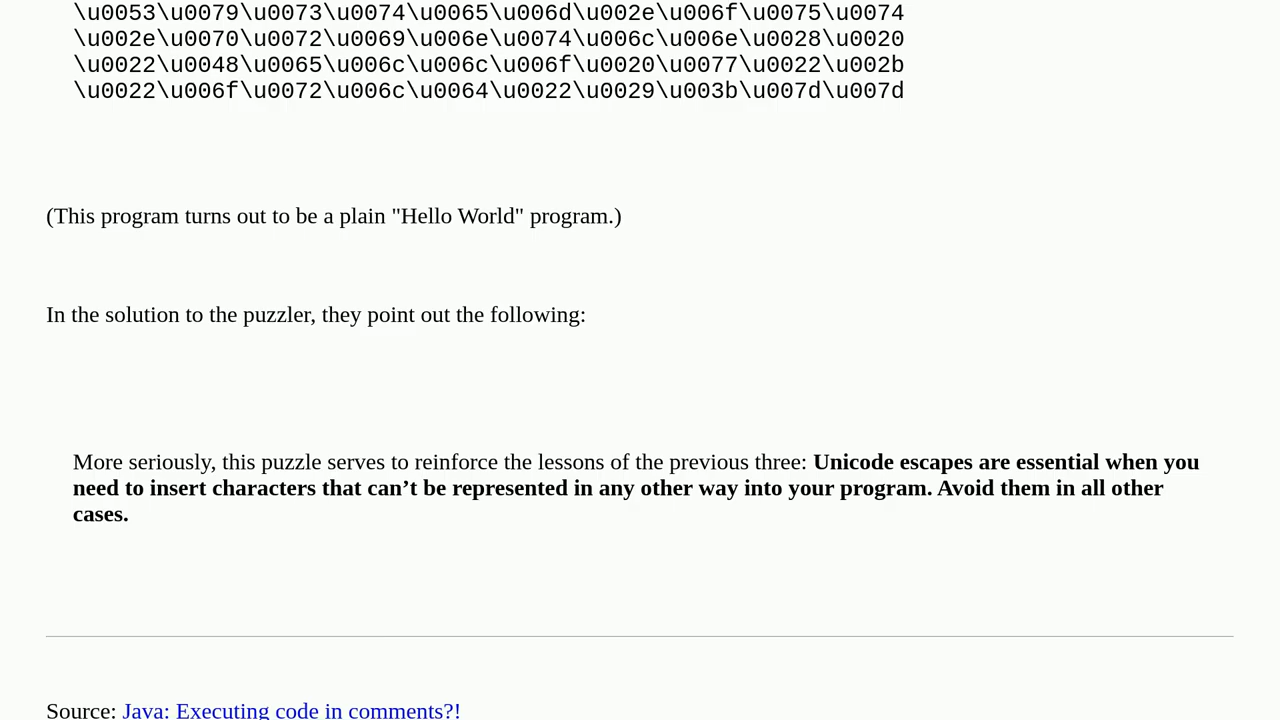 \u0053\u0079\u0073\u0074\u0065\u006d\u002e\u006f\u0075\u0074
\u002e\u0070\u0072\u0069\u006e\u0074\u006c\u006e\u0028\u0020
\u0022\u0048\u0065\u006c\u006c\u006f\u0020\u0077\u0022\u002b
\u0022\u006f\u0072\u006c\u0064\u0022\u0029\u003b\u007d\u007d
(This program turns out to be a plain "Hello World" program.)
In the solution to the puzzler, they point out the following:
More seriously, this puzzle serves to reinforce the lessons of the previous three: Unicode escapes are essential when you
need to insert characters that can’t be represented in any other way into your program. Avoid them in all other
cases.
Source: Java: Executing code in comments?!